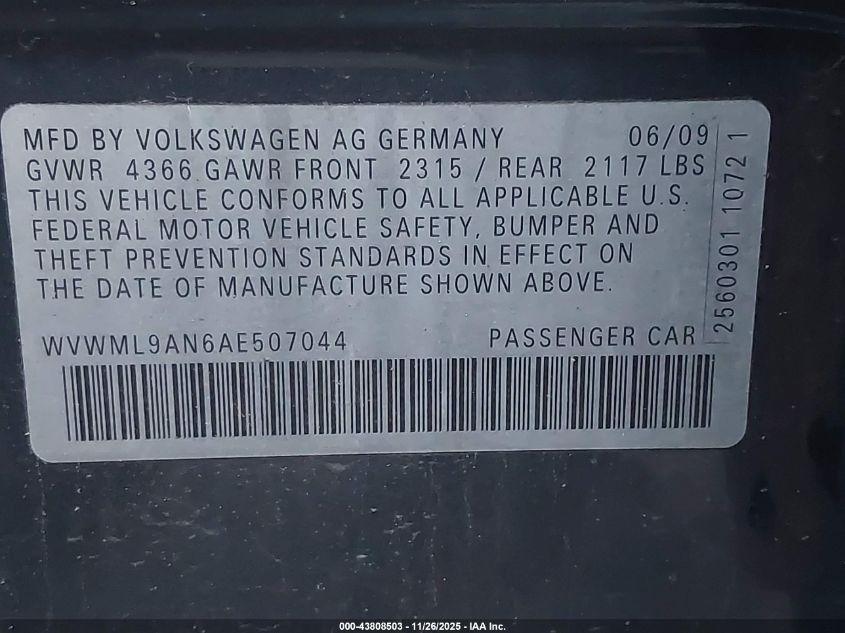 MFD BY VOLKSWAGEN AG GERMANY 06/09
GVWR 4366 GAWR FRONT 2315 / REAR 2117 LBS
THIS VEHICLE CONFORMS TO ALL APPLICABLE U.S.
FEDERAL MOTOR VEHICLE SAFETY, BUMPER AND
THEFT PREVENTION STANDARDS IN EFFECT ON
THE DATE OF MANUFACTURE SHOWN ABOVE.
WVWML9AN6AE507044 PASSENGER CAR
2560301 1072 1
000-43808503 - 11/26/2025 - IAA Inc.